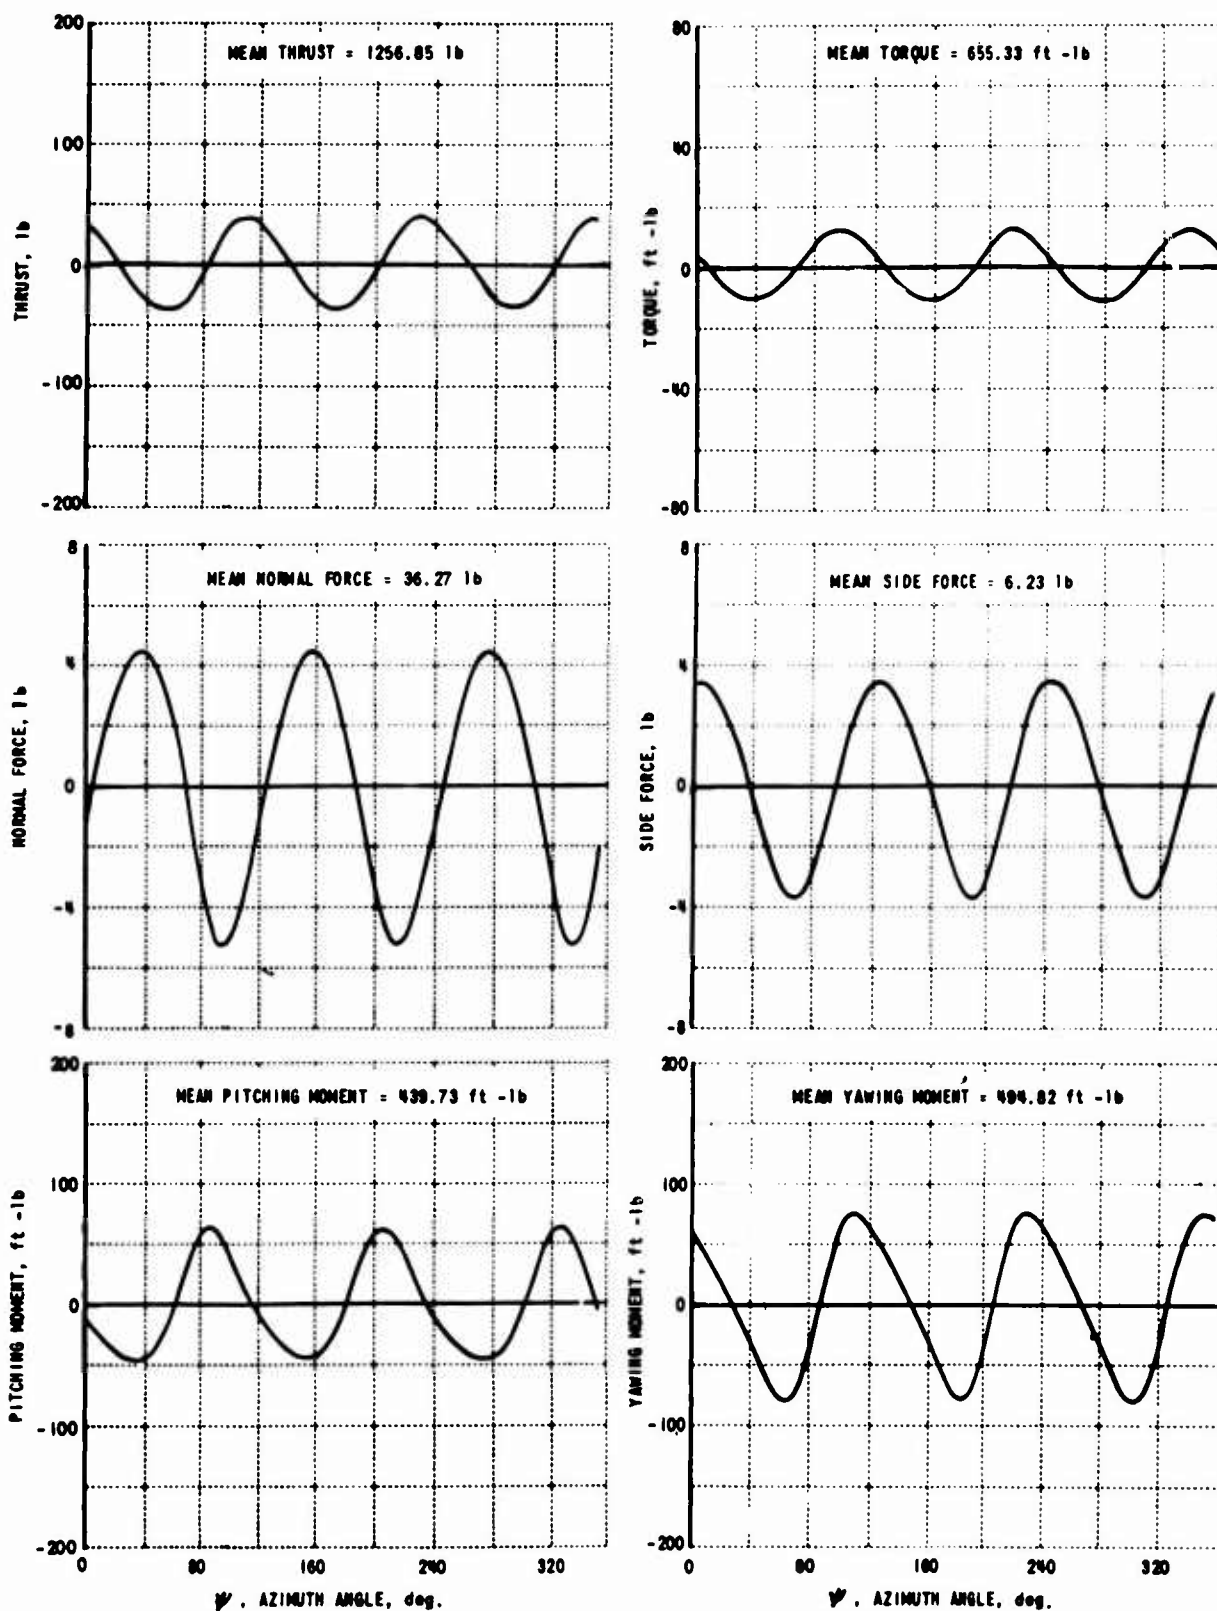 200
MEAN THRUST = 1256.85 lb
100
0
-100
-200
THRUST, lb
80
MEAN TORQUE = 655.33 ft -lb
40
0
-40
-80
TORQUE, ft -lb
8
MEAN NORMAL FORCE = 36.27 lb
4
0
-4
-8
NORMAL FORCE, lb
8
MEAN SIDE FORCE = 6.23 lb
4
0
-4
-8
SIDE FORCE, lb
200
MEAN PITCHING MOMENT = 439.73 ft -lb
100
0
-100
-200
PITCHING MOMENT, ft -lb
0 80 160 240 320
ψ, AZIMUTH ANGLE, deg.
200
MEAN YAWING MOMENT = 494.82 ft -lb
100
0
-100
-200
YAWING MOMENT, ft -lb
0 80 160 240 320
ψ, AZIMUTH ANGLE, deg.